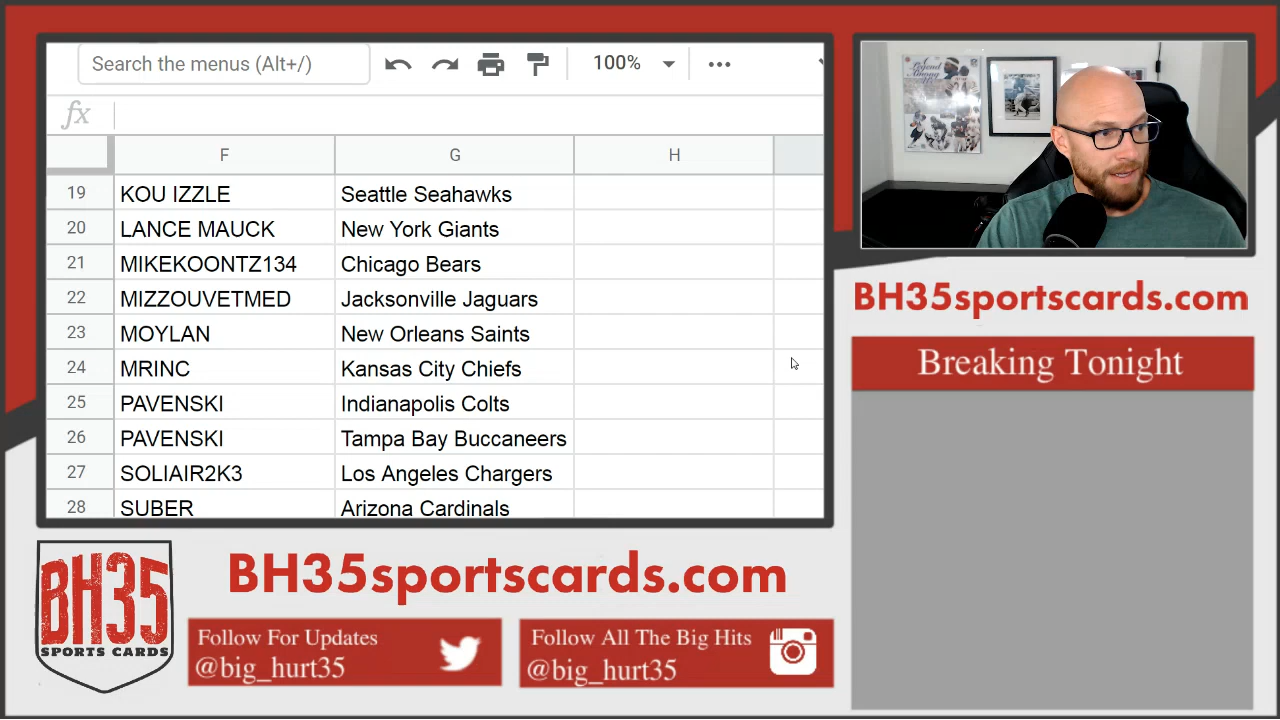 Search the menus (Alt+/)
100%
fx
F G H
19 KOU IZZLE Seattle Seahawks
20 LANCE MAUCK New York Giants
21 MIKEKOONTZ134 Chicago Bears
22 MIZZOUVETMED Jacksonville Jaguars
23 MOYLAN New Orleans Saints
24 MRINC Kansas City Chiefs
25 PAVENSKI Indianapolis Colts
26 PAVENSKI Tampa Bay Buccaneers
27 SOLIAIR2K3 Los Angeles Chargers
28 SUBER Arizona Cardinals
BH35sportscards.com
Breaking Tonight
BH35
SPORTS CARDS
BH35sportscards.com
Follow For Updates
@big_hurt35
Follow All The Big Hits
@big_hurt35